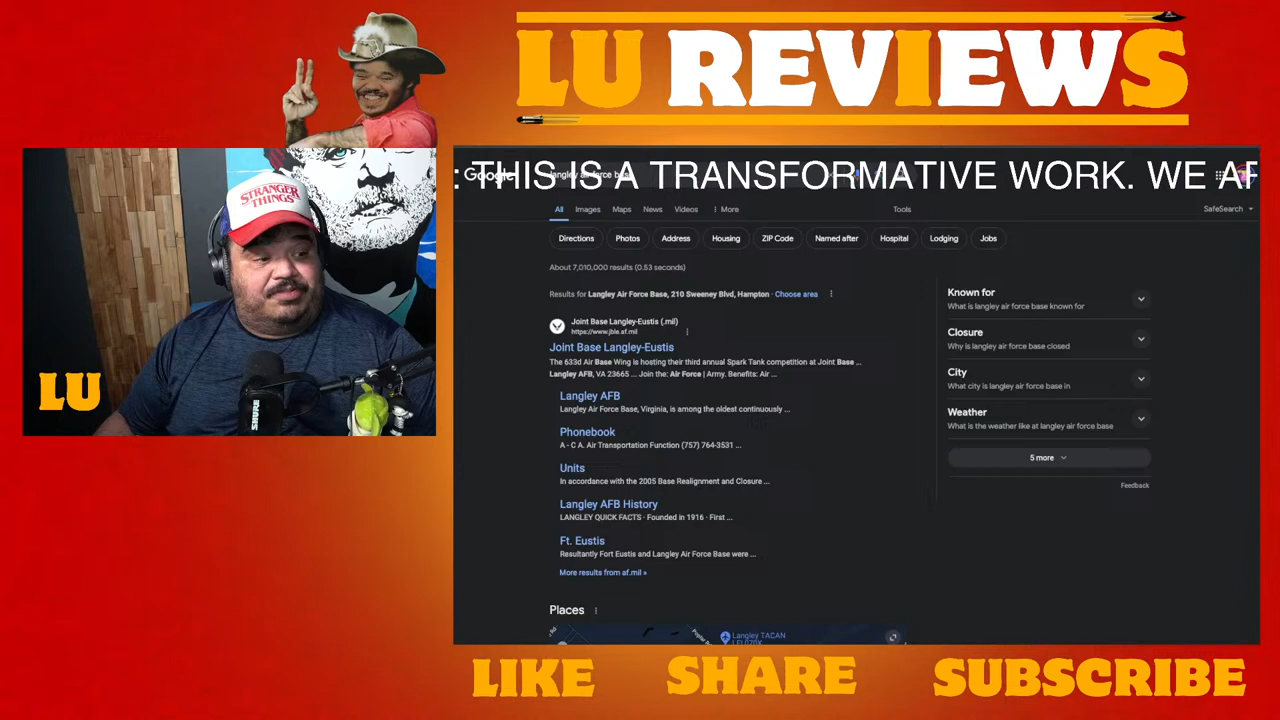 LU REVIEWS
STRANGER THINGS
LU
SHURE
: THIS IS A TRANSFORMATIVE WORK. WE AF
Google
langley air force base
All Images Maps News Videos More Tools
SafeSearch
Directions Photos Address Housing ZIP Code Named after Hospital Lodging Jobs
About 7,010,000 results (0.53 seconds)
Results for Langley Air Force Base, 210 Sweeney Blvd, Hampton · Choose area
Joint Base Langley-Eustis (.mil)
https://www.jble.af.mil
Joint Base Langley-Eustis
The 633d Air Base Wing is hosting their third annual Spark Tank competition at Joint Base ...
Langley AFB, VA 23665 ... Join the: Air Force | Army. Benefits: Air ...
Langley AFB
Langley Air Force Base, Virginia, is among the oldest continuously ...
Phonebook
A - C A. Air Transportation Function (757) 764-3531 ...
Units
In accordance with the 2005 Base Realignment and Closure ...
Langley AFB History
LANGLEY QUICK FACTS · Founded in 1916 · First ...
Ft. Eustis
Resultantly Fort Eustis and Langley Air Force Base were ...
More results from af.mil »
Places
Langley TACAN
Known for
What is langley air force base known for
Closure
Why is langley air force base closed
City
What city is langley air force base in
Weather
What is the weather like at langley air force base
5 more
Feedback
LIKE SHARE SUBSCRIBE